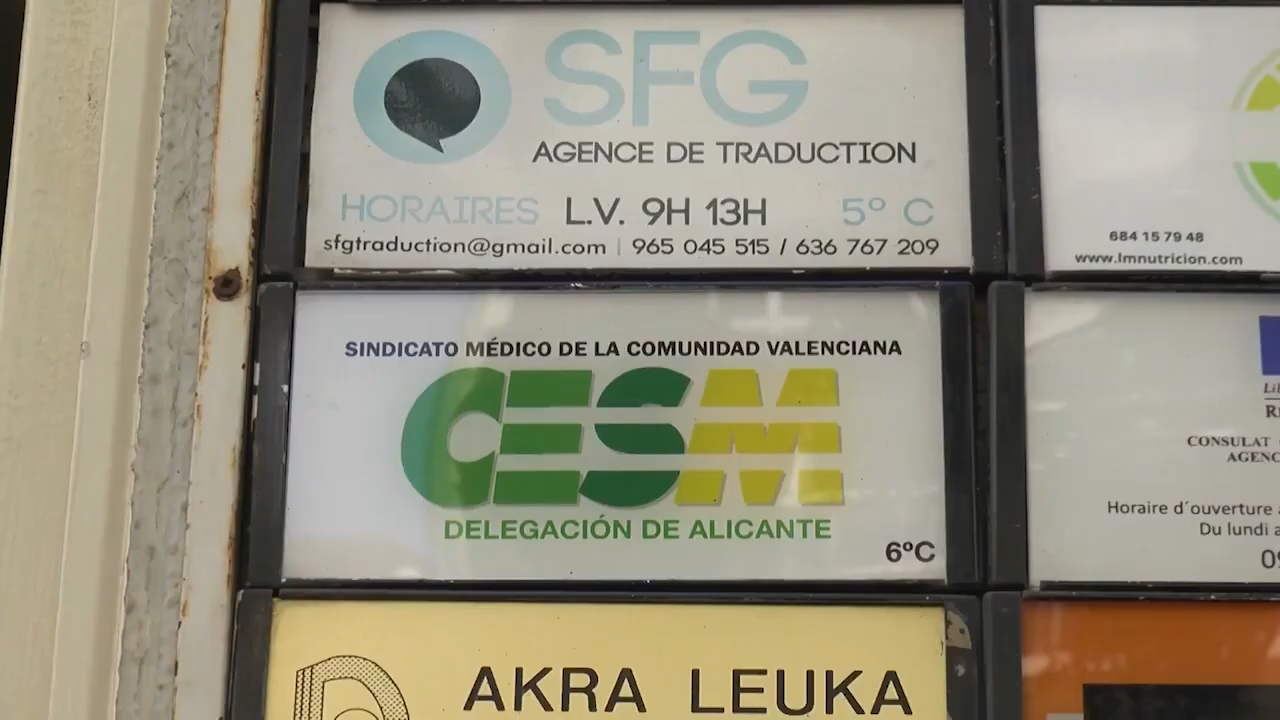 SFG
AGENCE DE TRADUCTION
HORAIRES L.V. 9H 13H 5º C
sfgtraduction@gmail.com | 965 045 515 / 636 767 209
684 15 79 48
www.lmnutricion.com
SINDICATO MÉDICO DE LA COMUNIDAD VALENCIANA
CESM
DELEGACIÓN DE ALICANTE
6ºC
CONSULAT
Horaire d´ouverture
Du lundi
AKRA LEUKA